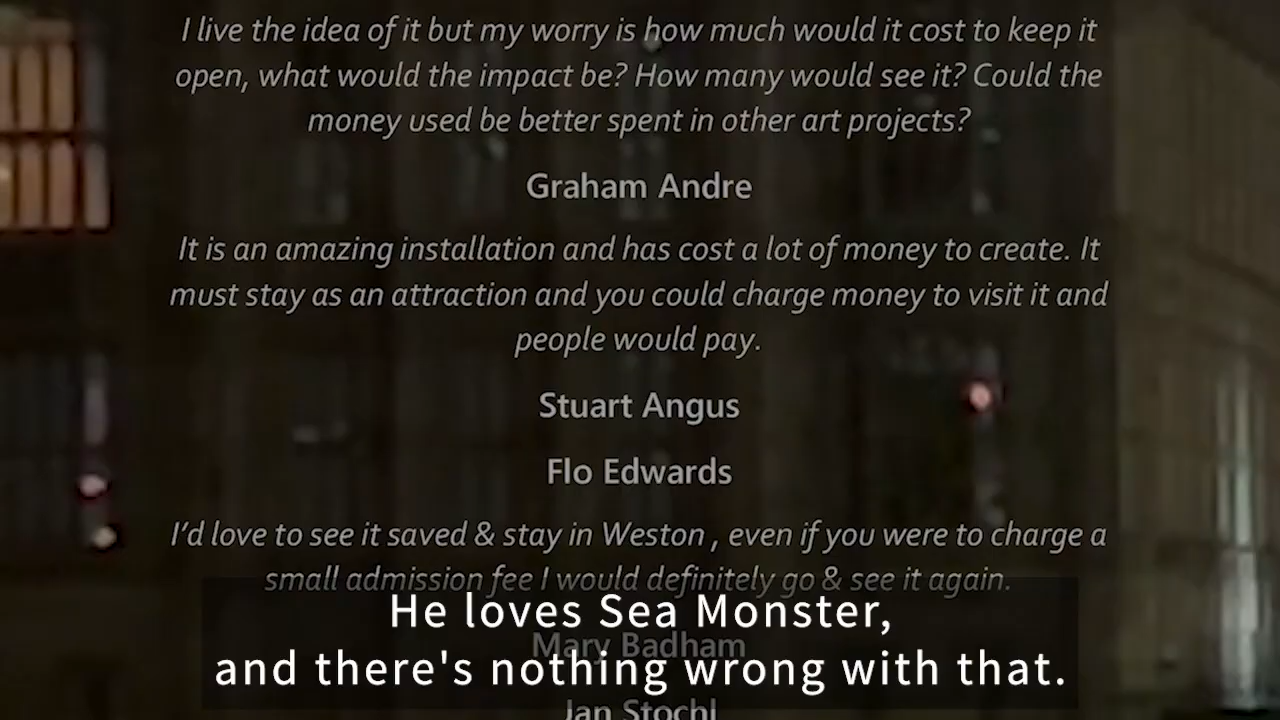 I live the idea of it but my worry is how much would it cost to keep it
open, what would the impact be? How many would see it? Could the
money used be better spent in other art projects?
Graham Andre
It is an amazing installation and has cost a lot of money to create. It
must stay as an attraction and you could charge money to visit it and
people would pay.
Stuart Angus
Flo Edwards
I'd love to see it saved & stay in Weston , even if you were to charge a
small admission fee I would definitely go & see it again.
He loves Sea Monster,
Mary Badham
and there's nothing wrong with that.
Jan Stochl